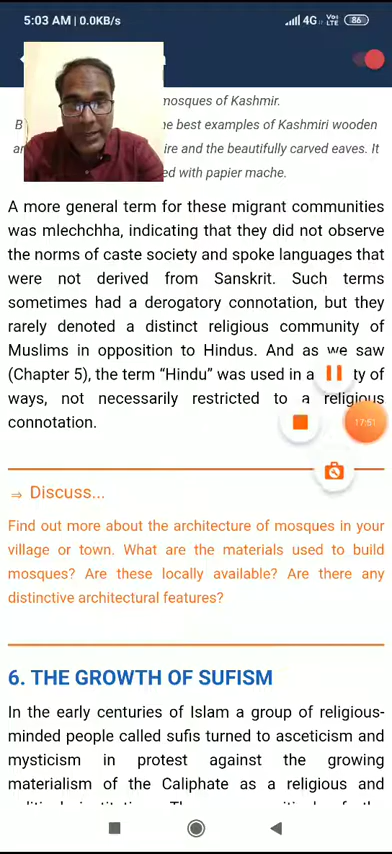 5:03 AM | 0.0KB/s
4G
Vo)
LTE
86
mosques of Kashmir.
B
best examples of Kashmiri wooden
and the beautifully carved eaves. It
with papier mache.
A more general term for these migrant communities
was mlechchha, indicating that they did not observe
the norms of caste society and spoke languages that
were not derived from Sanskrit. Such terms
sometimes had a derogatory connotation, but they
rarely denoted a distinct religious community of
Muslims in opposition to Hindus. And as we saw
(Chapter 5), the term “Hindu” was used in a ty of
ways, not necessarily restricted to a religious
connotation.
17:51
⇒ Discuss...
Find out more about the architecture of mosques in your
village or town. What are the materials used to build
mosques? Are these locally available? Are there any
distinctive architectural features?
6. THE GROWTH OF SUFISM
In the early centuries of Islam a group of religious-
minded people called sufis turned to asceticism and
mysticism in protest against the growing
materialism of the Caliphate as a religious and